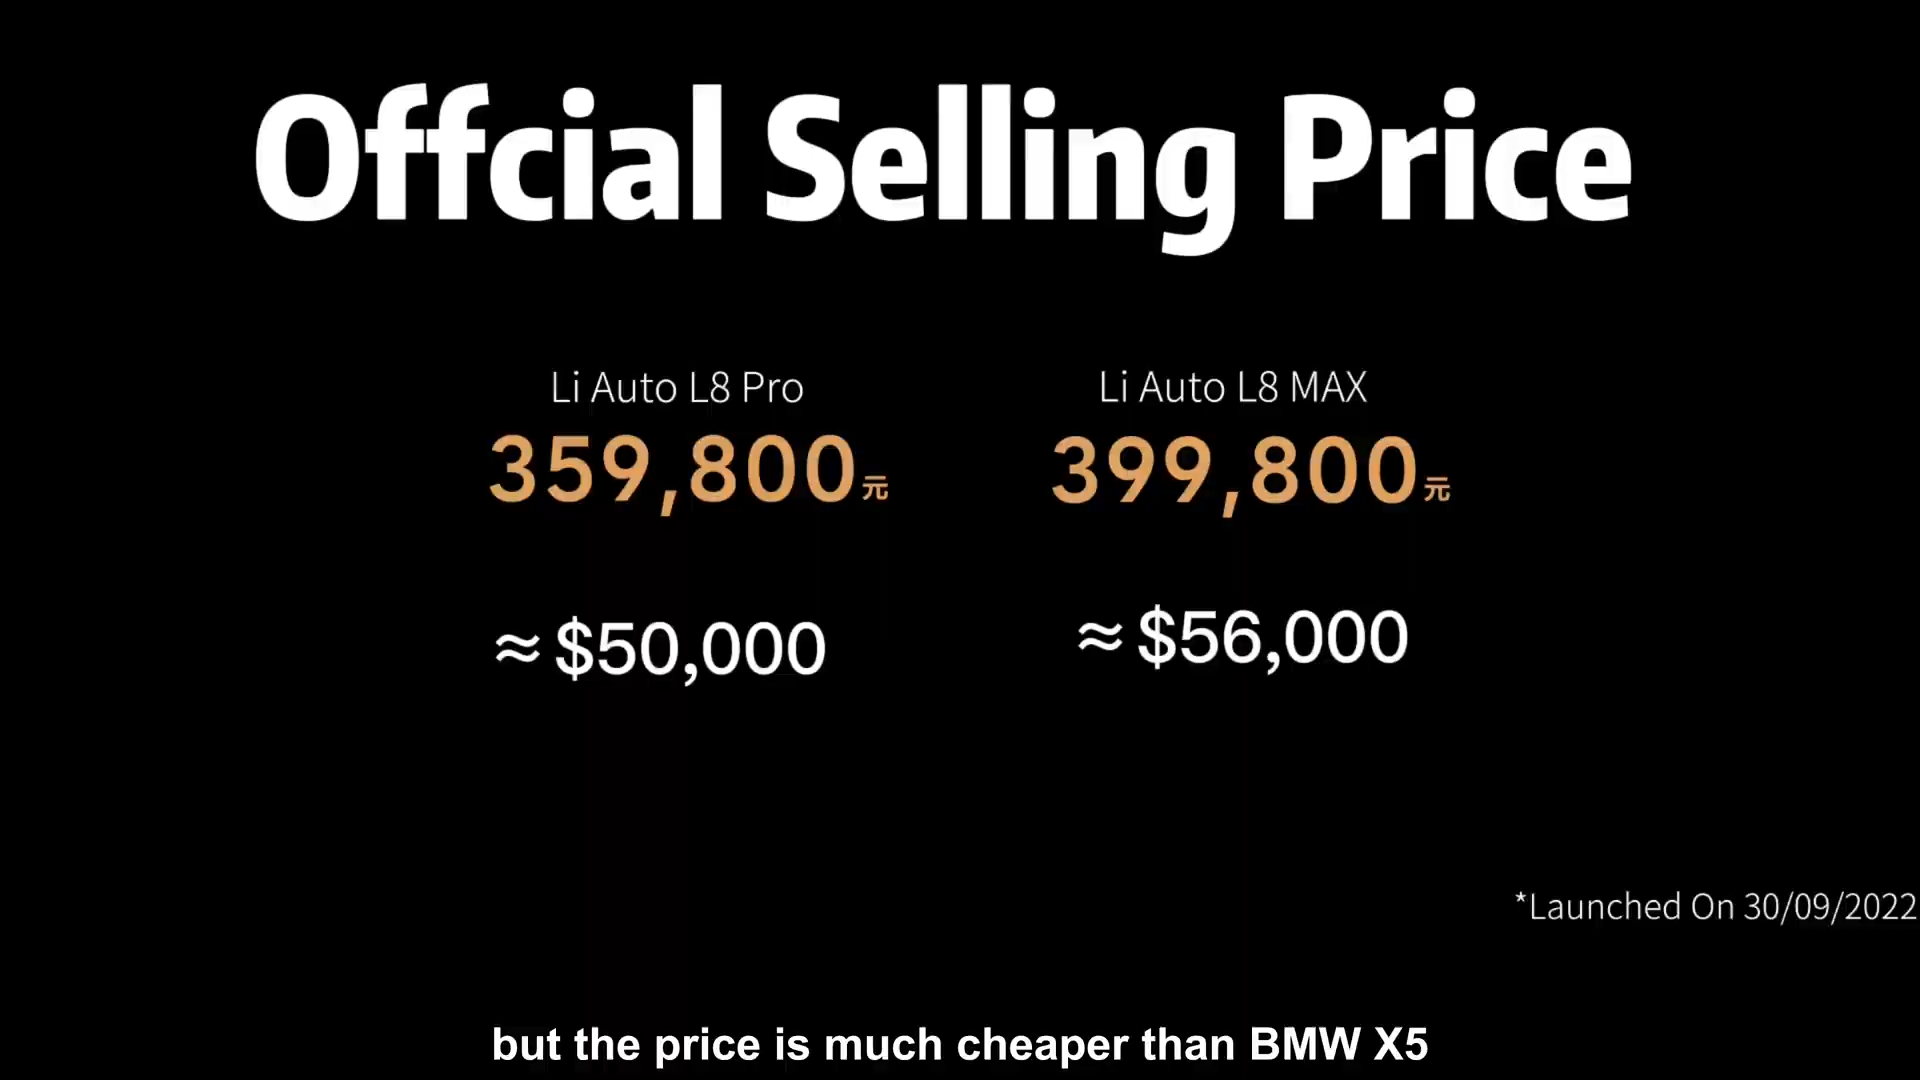 Offcial Selling Price
Li Auto L8 Pro
Li Auto L8 MAX
359,800元
399,800元
≈$50,000
≈$56,000
*Launched On 30/09/2022
but the price is much cheaper than BMW X5